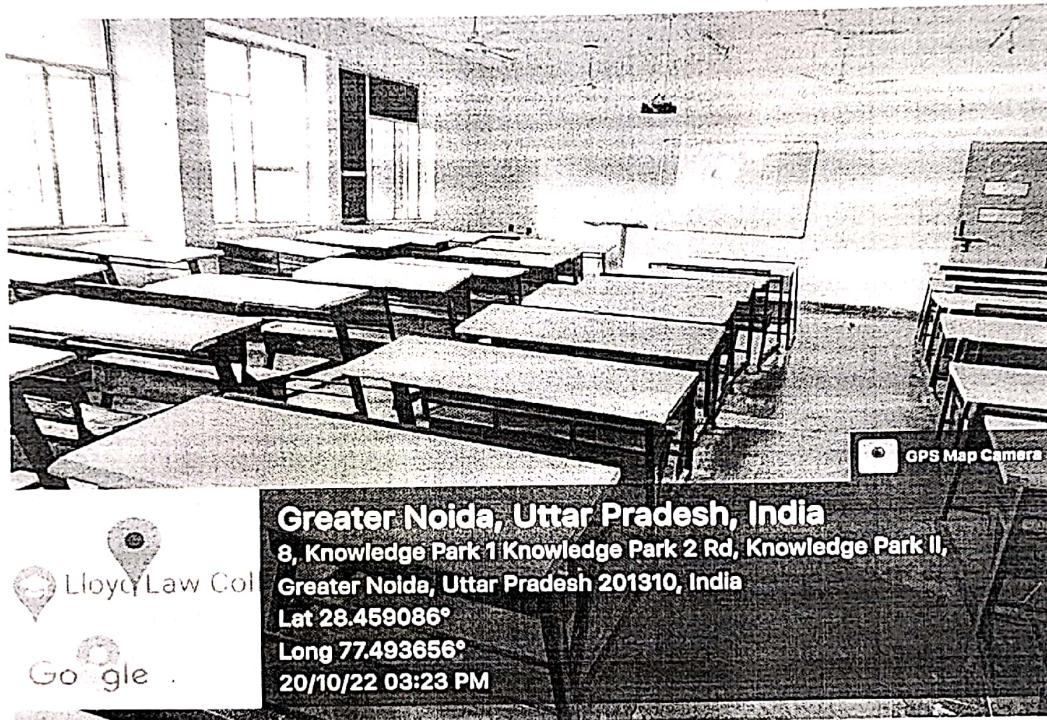 GPS Map Camera
Greater Noida, Uttar Pradesh, India
8, Knowledge Park 1 Knowledge Park 2 Rd, Knowledge Park II,
Greater Noida, Uttar Pradesh 201310, India
Lat 28.459086°
Long 77.493656°
20/10/22 03:23 PM
Lloyd Law Col
Google